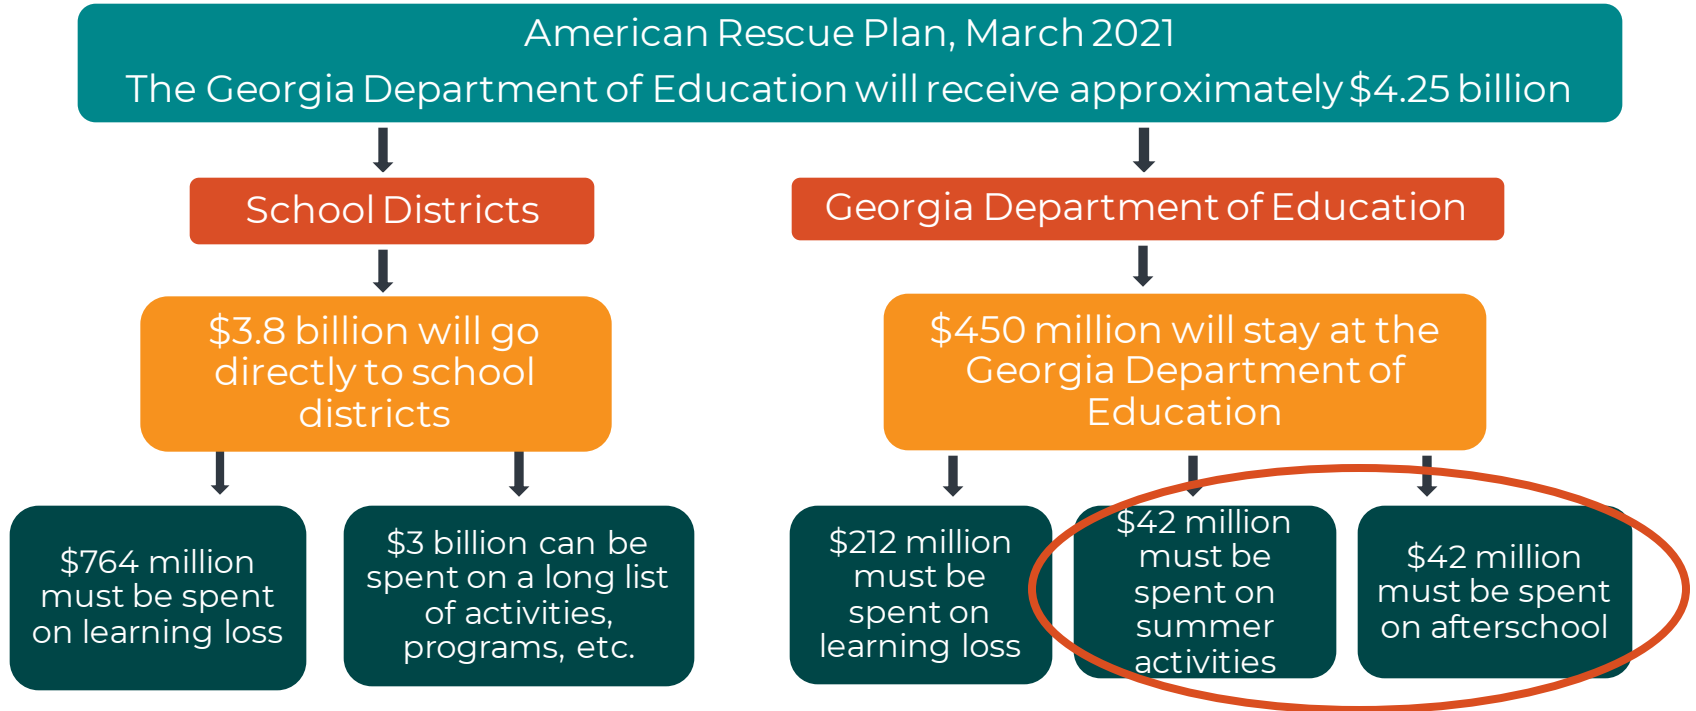 American Rescue Plan, March 2021
The Georgia Department of Education will receive approximately $4.25 billion
School Districts
Georgia Department of Education
$3.8 billion will go
directly to school
districts
$450 million will stay at the
Georgia Department of
Education
$764 million
must be spent
on learning loss
$3 billion can be
spent on a long list
of activities,
programs, etc.
$212 million
must be
spent on
learning loss
$42 million
must be
spent on
summer
activities
$42 million
must be spent
on afterschool